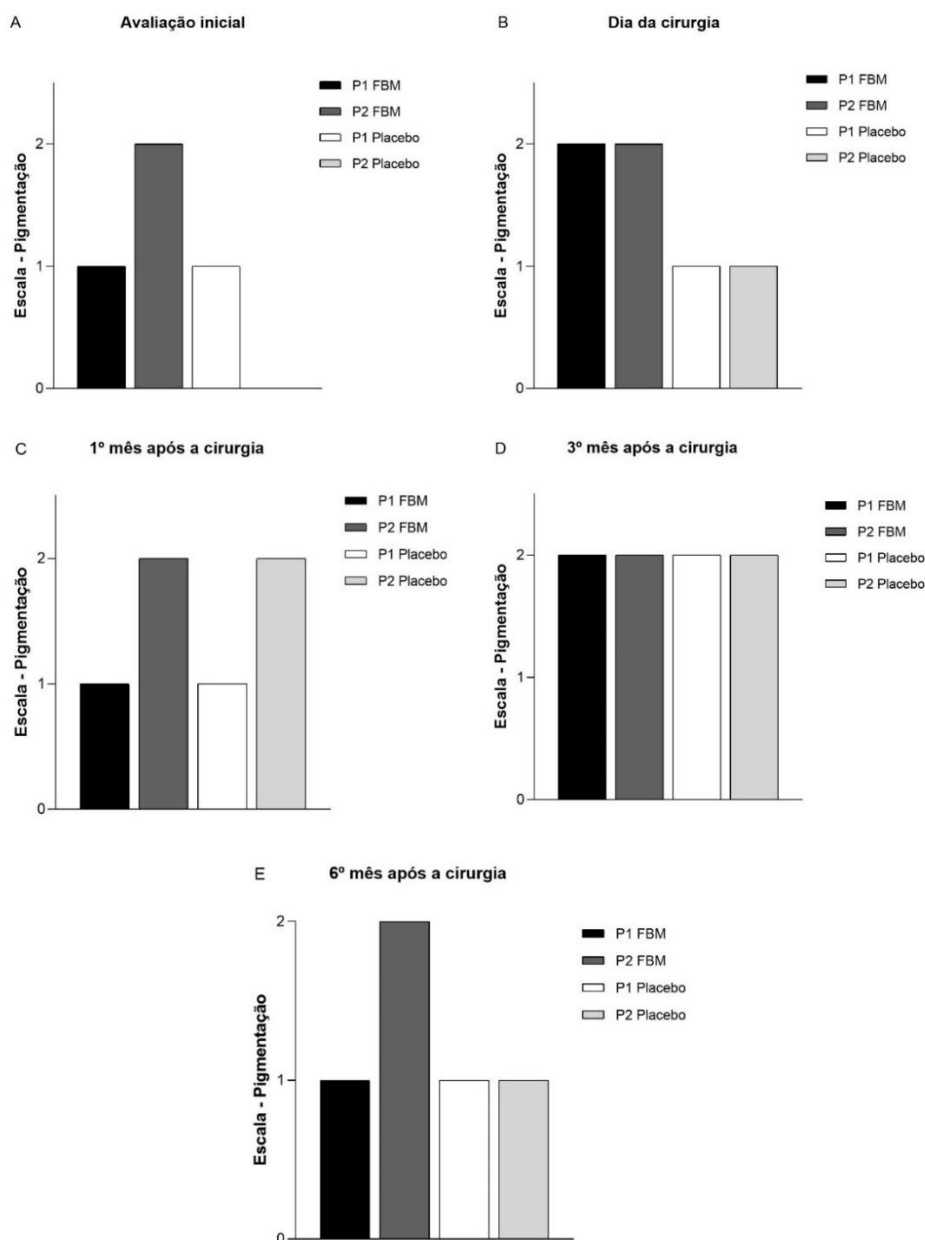 A
Avaliação inicial
Escala - Pigmentação
2
1
0
P1 FBM
P2 FBM
P1 Placebo
P2 Placebo
B
Dia da cirurgia
Escala - Pigmentação
2
1
0
P1 FBM
P2 FBM
P1 Placebo
P2 Placebo
C
1º mês após a cirurgia
Escala - Pigmentação
2
1
0
P1 FBM
P2 FBM
P1 Placebo
P2 Placebo
D
3º mês após a cirurgia
Escala - Pigmentação
2
1
0
P1 FBM
P2 FBM
P1 Placebo
P2 Placebo
E
6º mês após a cirurgia
Escala - Pigmentação
2
1
0
P1 FBM
P2 FBM
P1 Placebo
P2 Placebo